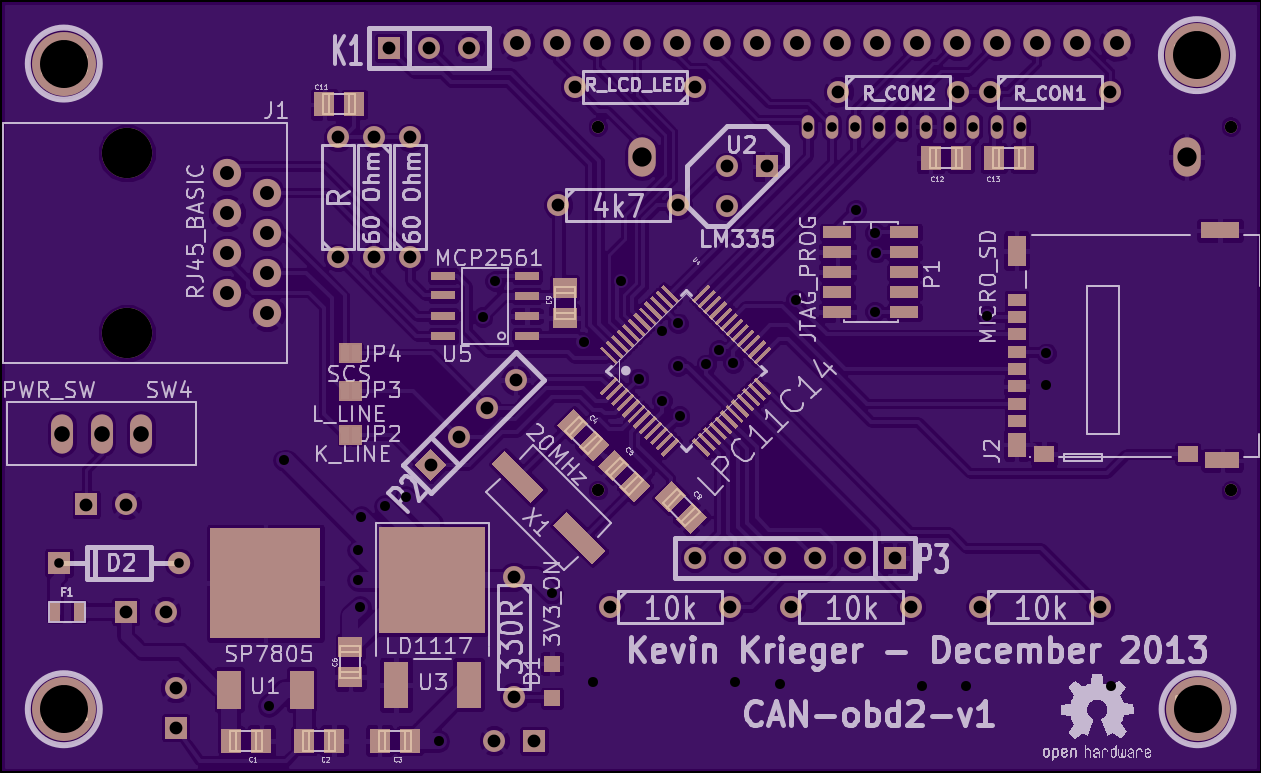 K1
C11
J1
R_LCD_LED
R_CON2
R_CON1
U2
C12
C13
RJ45_BASIC
R
60 Ohm
60 Ohm
4k7
LM335
MCP2561
C9
U5
JTAG_PROG
P1
MICRO_SD
J2
JP4
SCS
JP3
L_LINE
JP2
K_LINE
PWR_SW
SW4
P2
20MHz
X1
C4
LPC11C14
P3
D2
F1
10k
10k
10k
330R
3V3_ON
D1
SP7805
U1
C6
LD1117
U3
C1
C2
C3
Kevin Krieger - December 2013
CAN-obd2-v1
open hardware